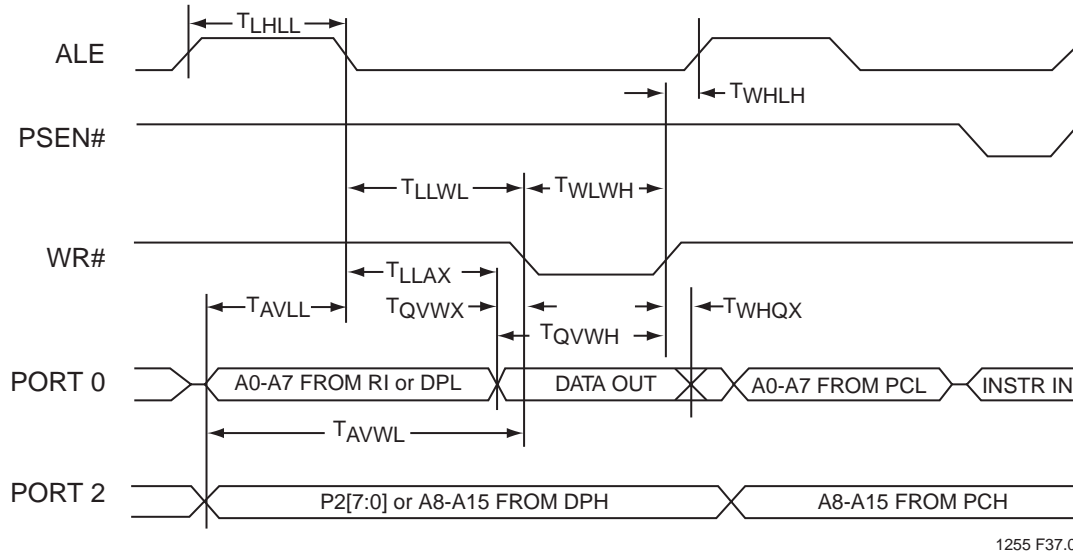 TLHLL
ALE
TWHLH
PSEN#
TLLWL
TWLWH
WR#
TLLAX
TAVLL
TQVWX
TWHQX
TQVWH
PORT 0
A0-A7 FROM RI or DPL
DATA OUT
A0-A7 FROM PCL
INSTR IN
TAVWL
PORT 2
P2[7:0] or A8-A15 FROM DPH
A8-A15 FROM PCH
1255 F37.0